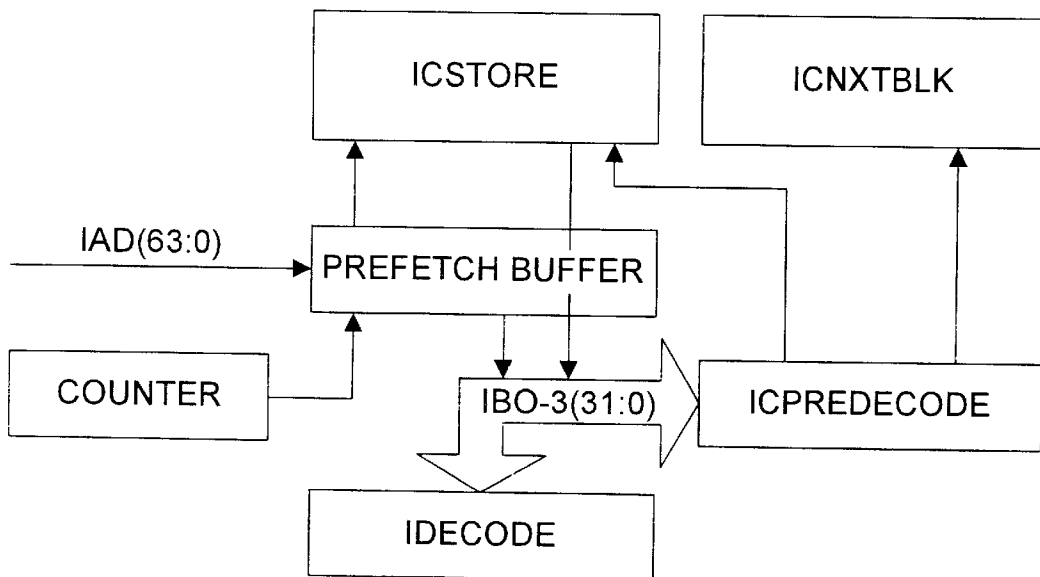 ICSTORE
ICNXTBLK
IAD(63:0)
PREFETCH BUFFER
COUNTER
IBO-3(31:0)
ICPREDECODE
IDECODE